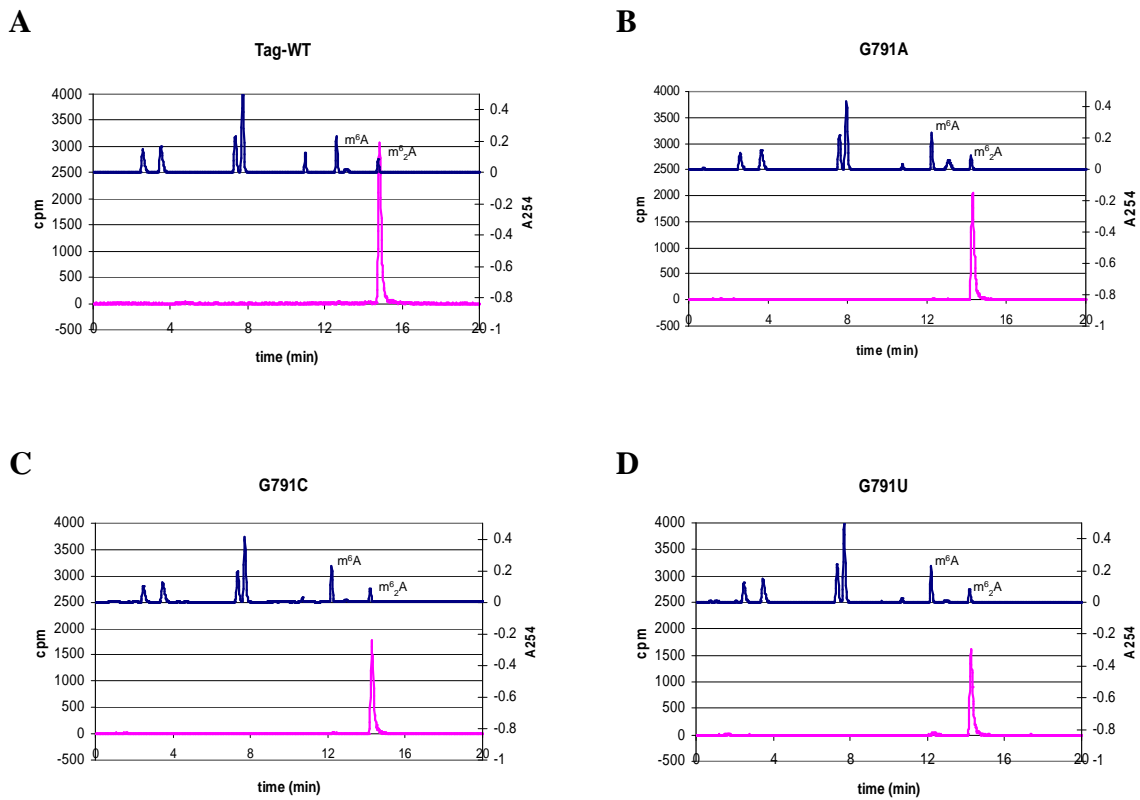 A
Tag-WT
4000
3500
3000
2500
2000
1500
1000
500
0
-500
cpm
0.4
0.2
0
-0.2
-0.4
-0.6
-0.8
-1
A254
m⁶A
m⁶₂A
0 4 8 12 16 20
time (min)
B
G791A
4000
3500
3000
2500
2000
1500
1000
500
0
-500
cpm
0.4
0.2
0
-0.2
-0.4
-0.6
-0.8
-1
A254
m⁶A
m⁶₂A
0 4 8 12 16 20
time (min)
C
G791C
4000
3500
3000
2500
2000
1500
1000
500
0
-500
cpm
0.4
0.2
0
-0.2
-0.4
-0.6
-0.8
-1
A254
m⁶A
m⁶₂A
0 4 8 12 16 20
time (min)
D
G791U
4000
3500
3000
2500
2000
1500
1000
500
0
-500
cpm
0.4
0.2
0
-0.2
-0.4
-0.6
-0.8
-1
A254
m⁶A
m⁶₂A
0 4 8 12 16 20
time (min)